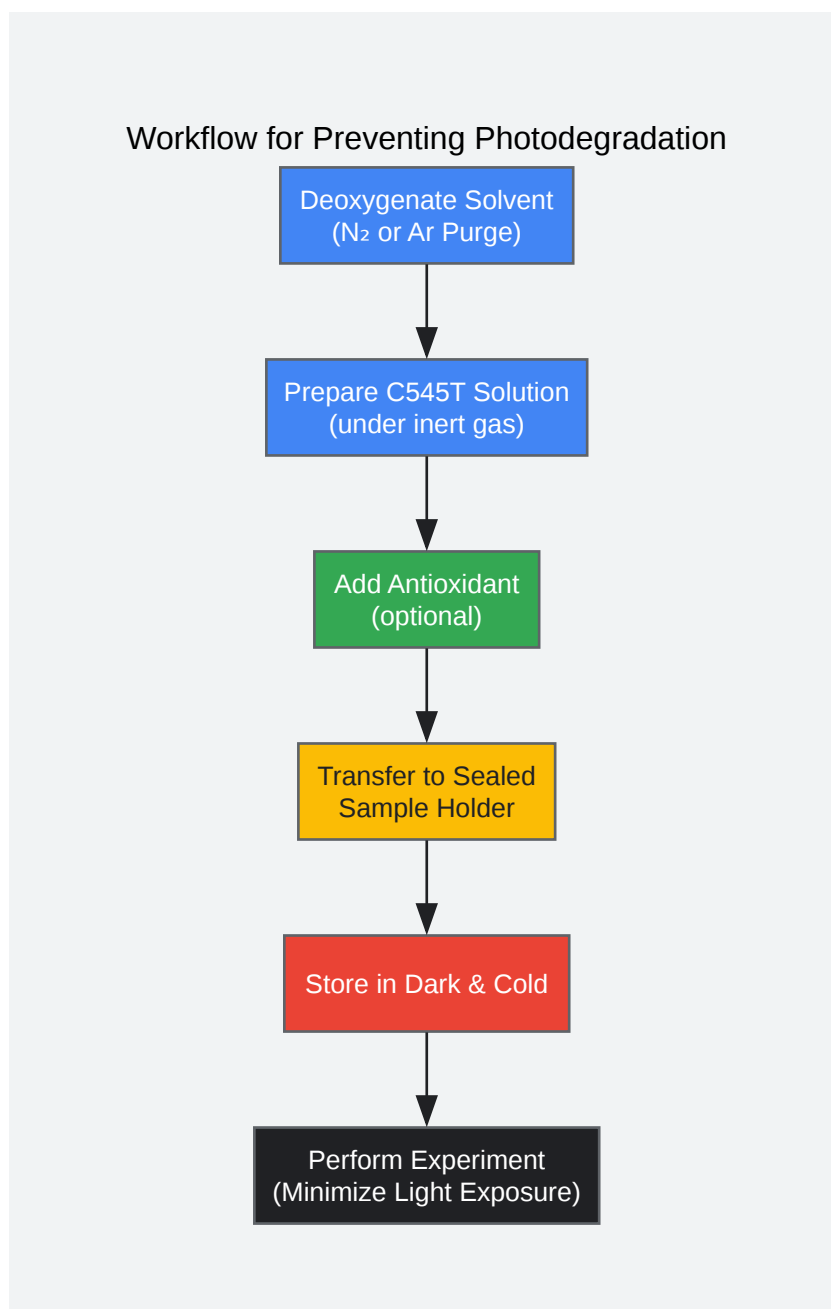 Workflow for Preventing Photodegradation
Deoxygenate Solvent
(N₂ or Ar Purge)
Prepare C545T Solution
(under inert gas)
Add Antioxidant
(optional)
Transfer to Sealed
Sample Holder
Store in Dark & Cold
Perform Experiment
(Minimize Light Exposure)